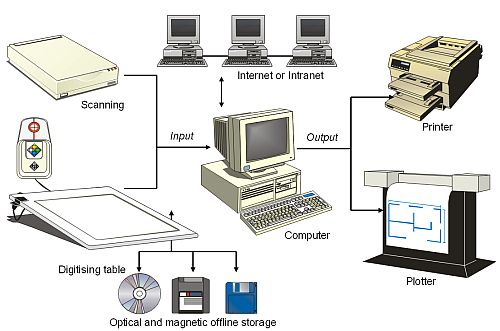 Internet or Intranet
Scanning
Printer
Input
Output
Computer
Digitising table
Plotter
Optical and magnetic offline storage